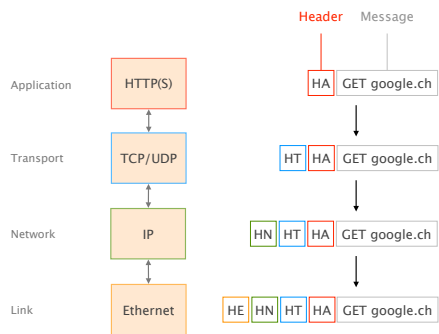 Header Message
Application HTTP(S) HA GET google.ch
Transport TCP/UDP HT HA GET google.ch
Network IP HN HT HA GET google.ch
Link Ethernet HE HN HT HA GET google.ch